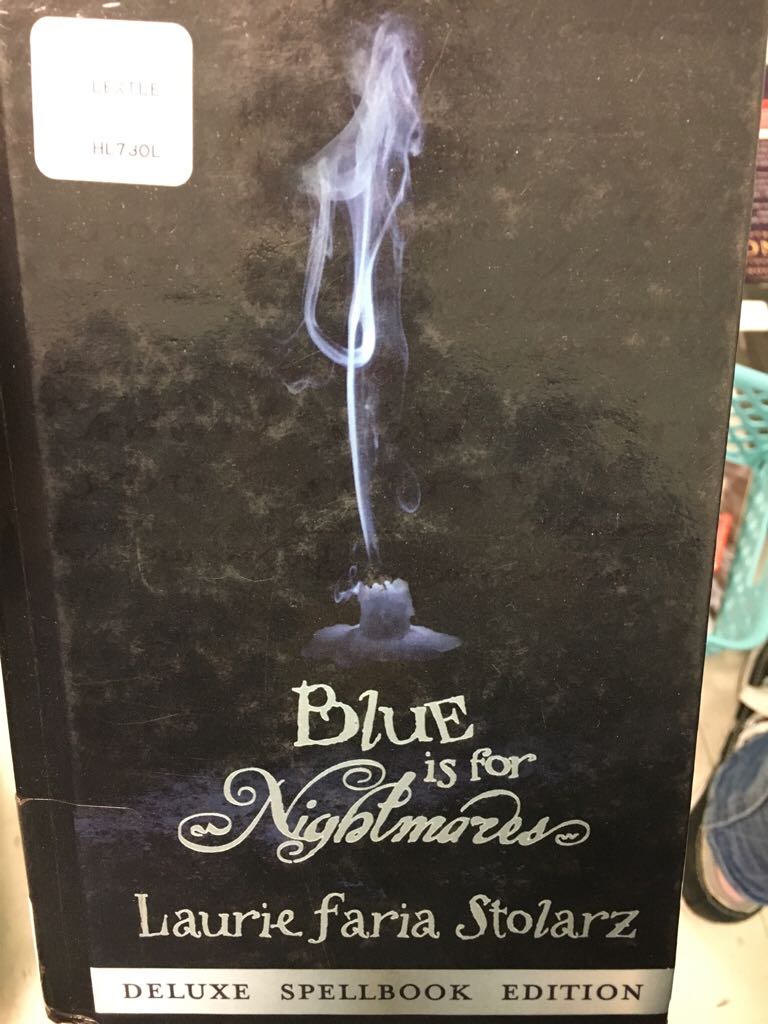 LEXILE
HL730L
Blue
is for
Nightmares
Laurie Faria Stolarz
DELUXE SPELLBOOK EDITION